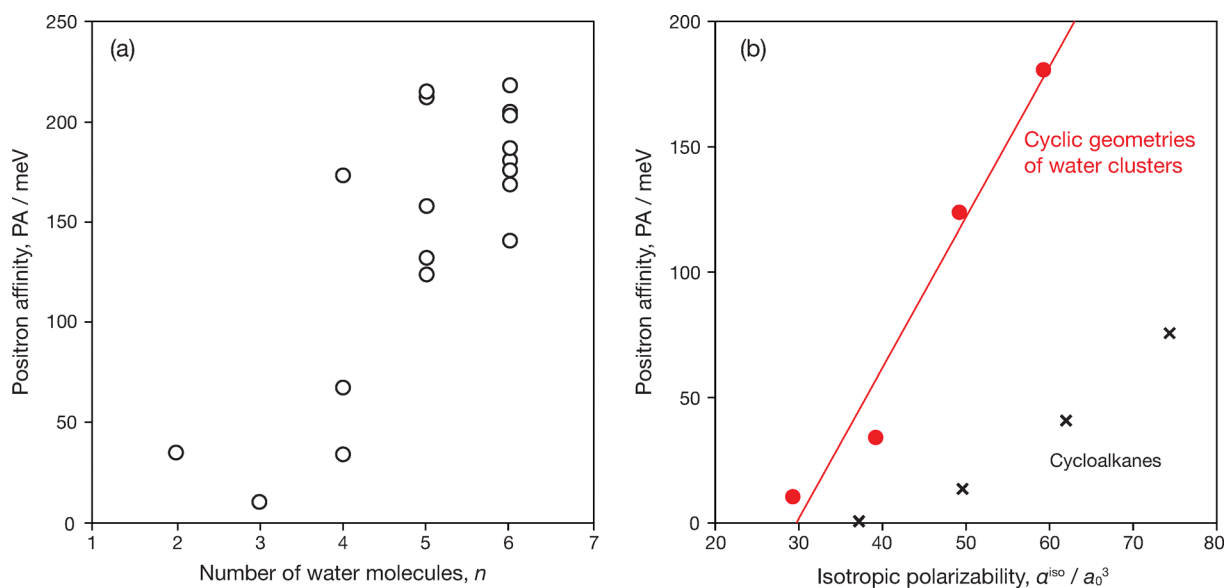 (a)
Positron affinity, PA / meV
250
200
150
100
50
0
1 2 3 4 5 6 7
Number of water molecules, n
(b)
Positron affinity, PA / meV
200
150
100
50
0
Cyclic geometries
of water clusters
Cycloalkanes
20 30 40 50 60 70 80
Isotropic polarizability, α^iso / a₀³